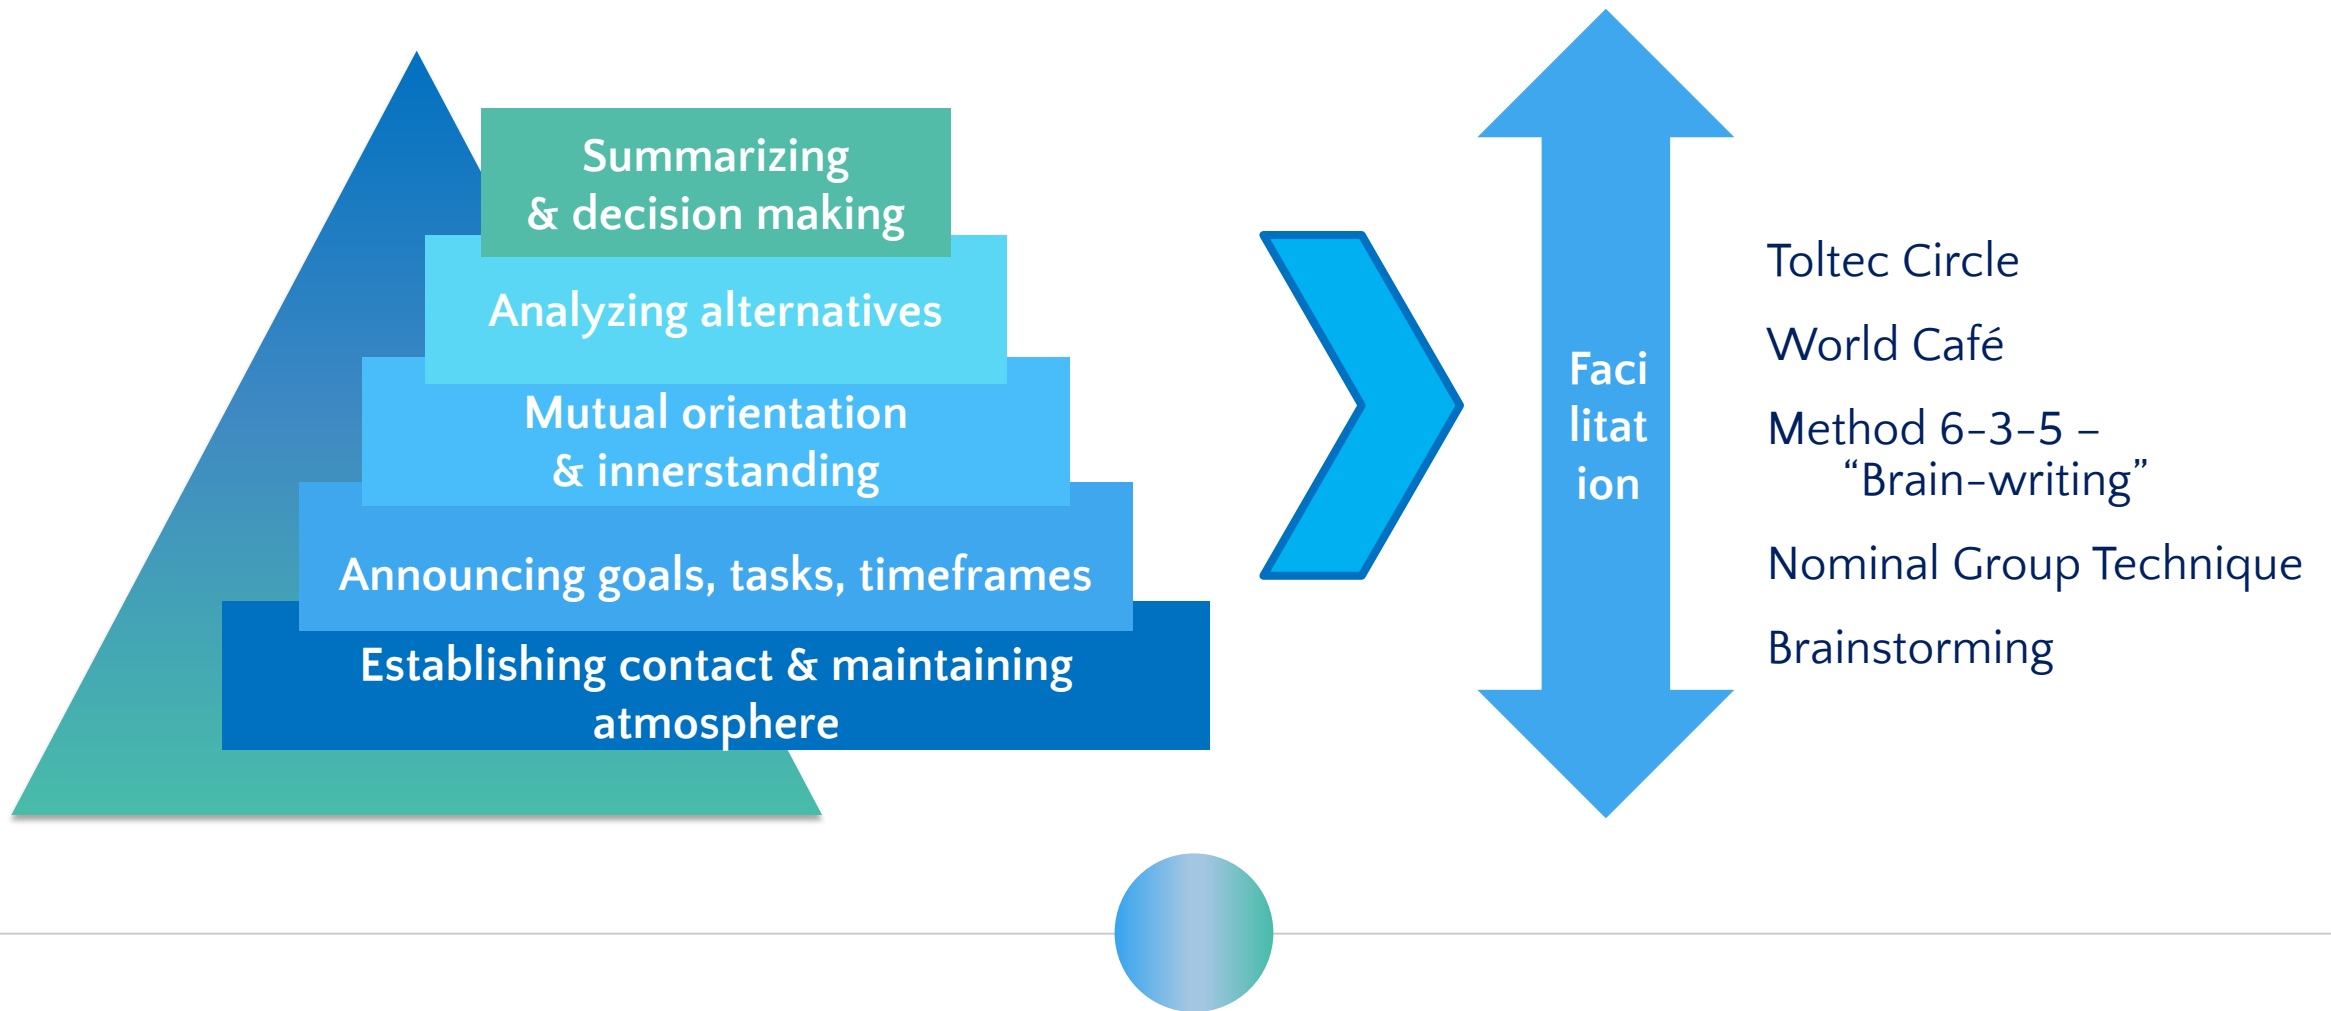 Summarizing
& decision making
Analyzing alternatives
Mutual orientation
& innerstanding
Announcing goals, tasks, timeframes
Establishing contact & maintaining
atmosphere
Faci
litat
ion
Toltec Circle
World Café
Method 6-3-5 –
“Brain-writing”
Nominal Group Technique
Brainstorming